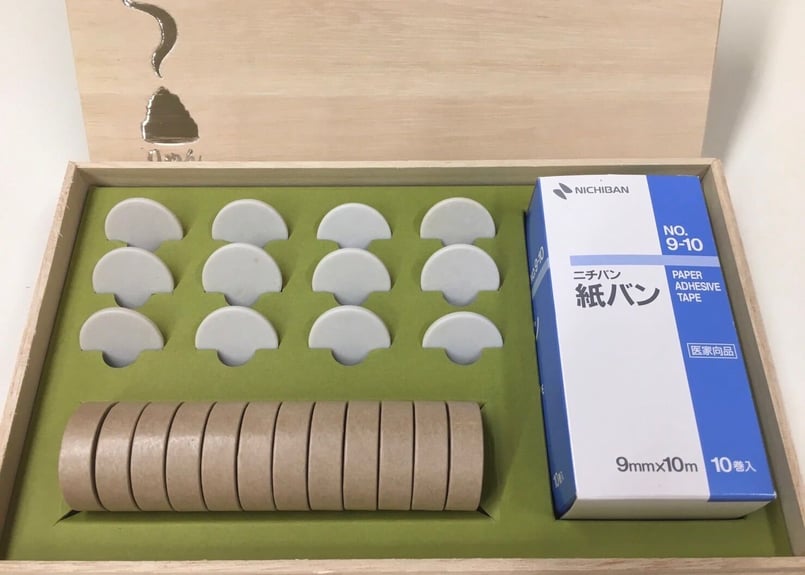 NICHIBAN
NO.
9-10
ニチバン
紙バン
PAPER
ADHESIVE
TAPE
医家向品
9mm×10m
10巻入